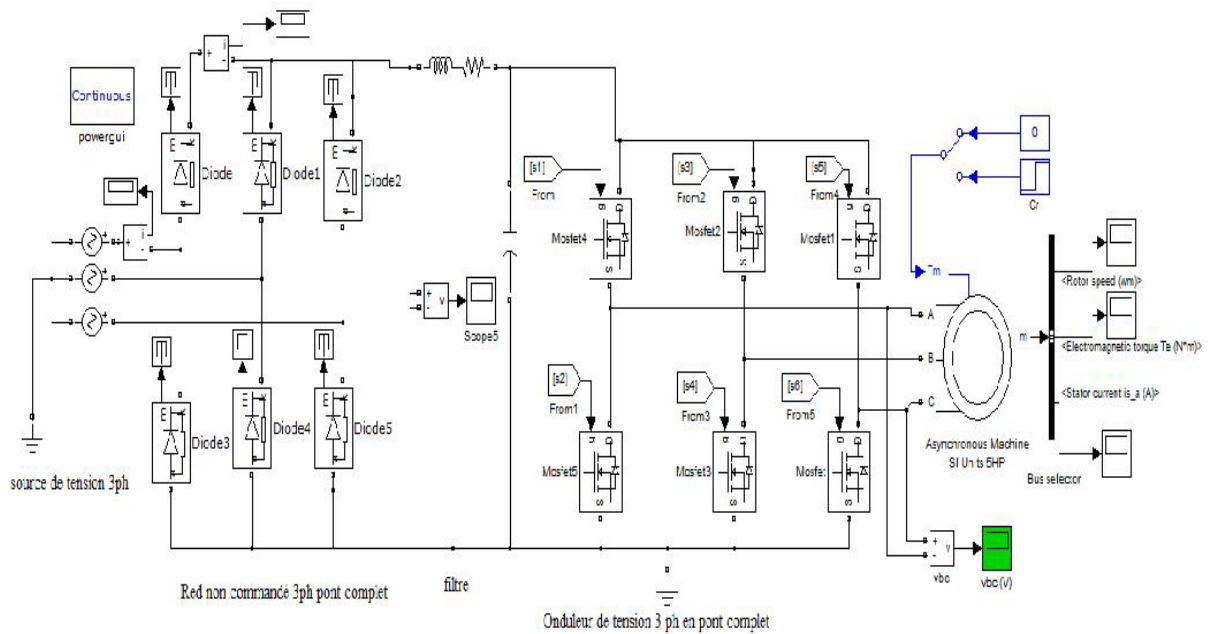 Continuous
powergui
i
+
-
E
k
Diode
E
k
Diode1
E
k
Diode2
+
i
-
+
+
+
E
k
Diode3
E
k
Diode4
E
k
Diode5
source de tension 3ph
Red non commandé 3ph pont complet
filtre
+
-
v
Scope5
[s1]
From
[s3]
From2
[s5]
From4
g
D
S
Mosfet4
g
D
S
Mosfet2
g
D
S
Mosfet1
[s2]
From1
[s4]
From3
[s6]
From5
Mosfet5
S
Mosfet3
S
Mosfet
S
Onduleur de tension 3 ph en pont complet
0
Cr
Tm
A
B
C
m
Asynchronous Machine
SI Units 5HP
<Rotor speed (wm)>
<Electromagnetic torque Te (N*m)>
<Stator current is_a (A)>
Bus selector
+
-
v
vbc
vbc (V)